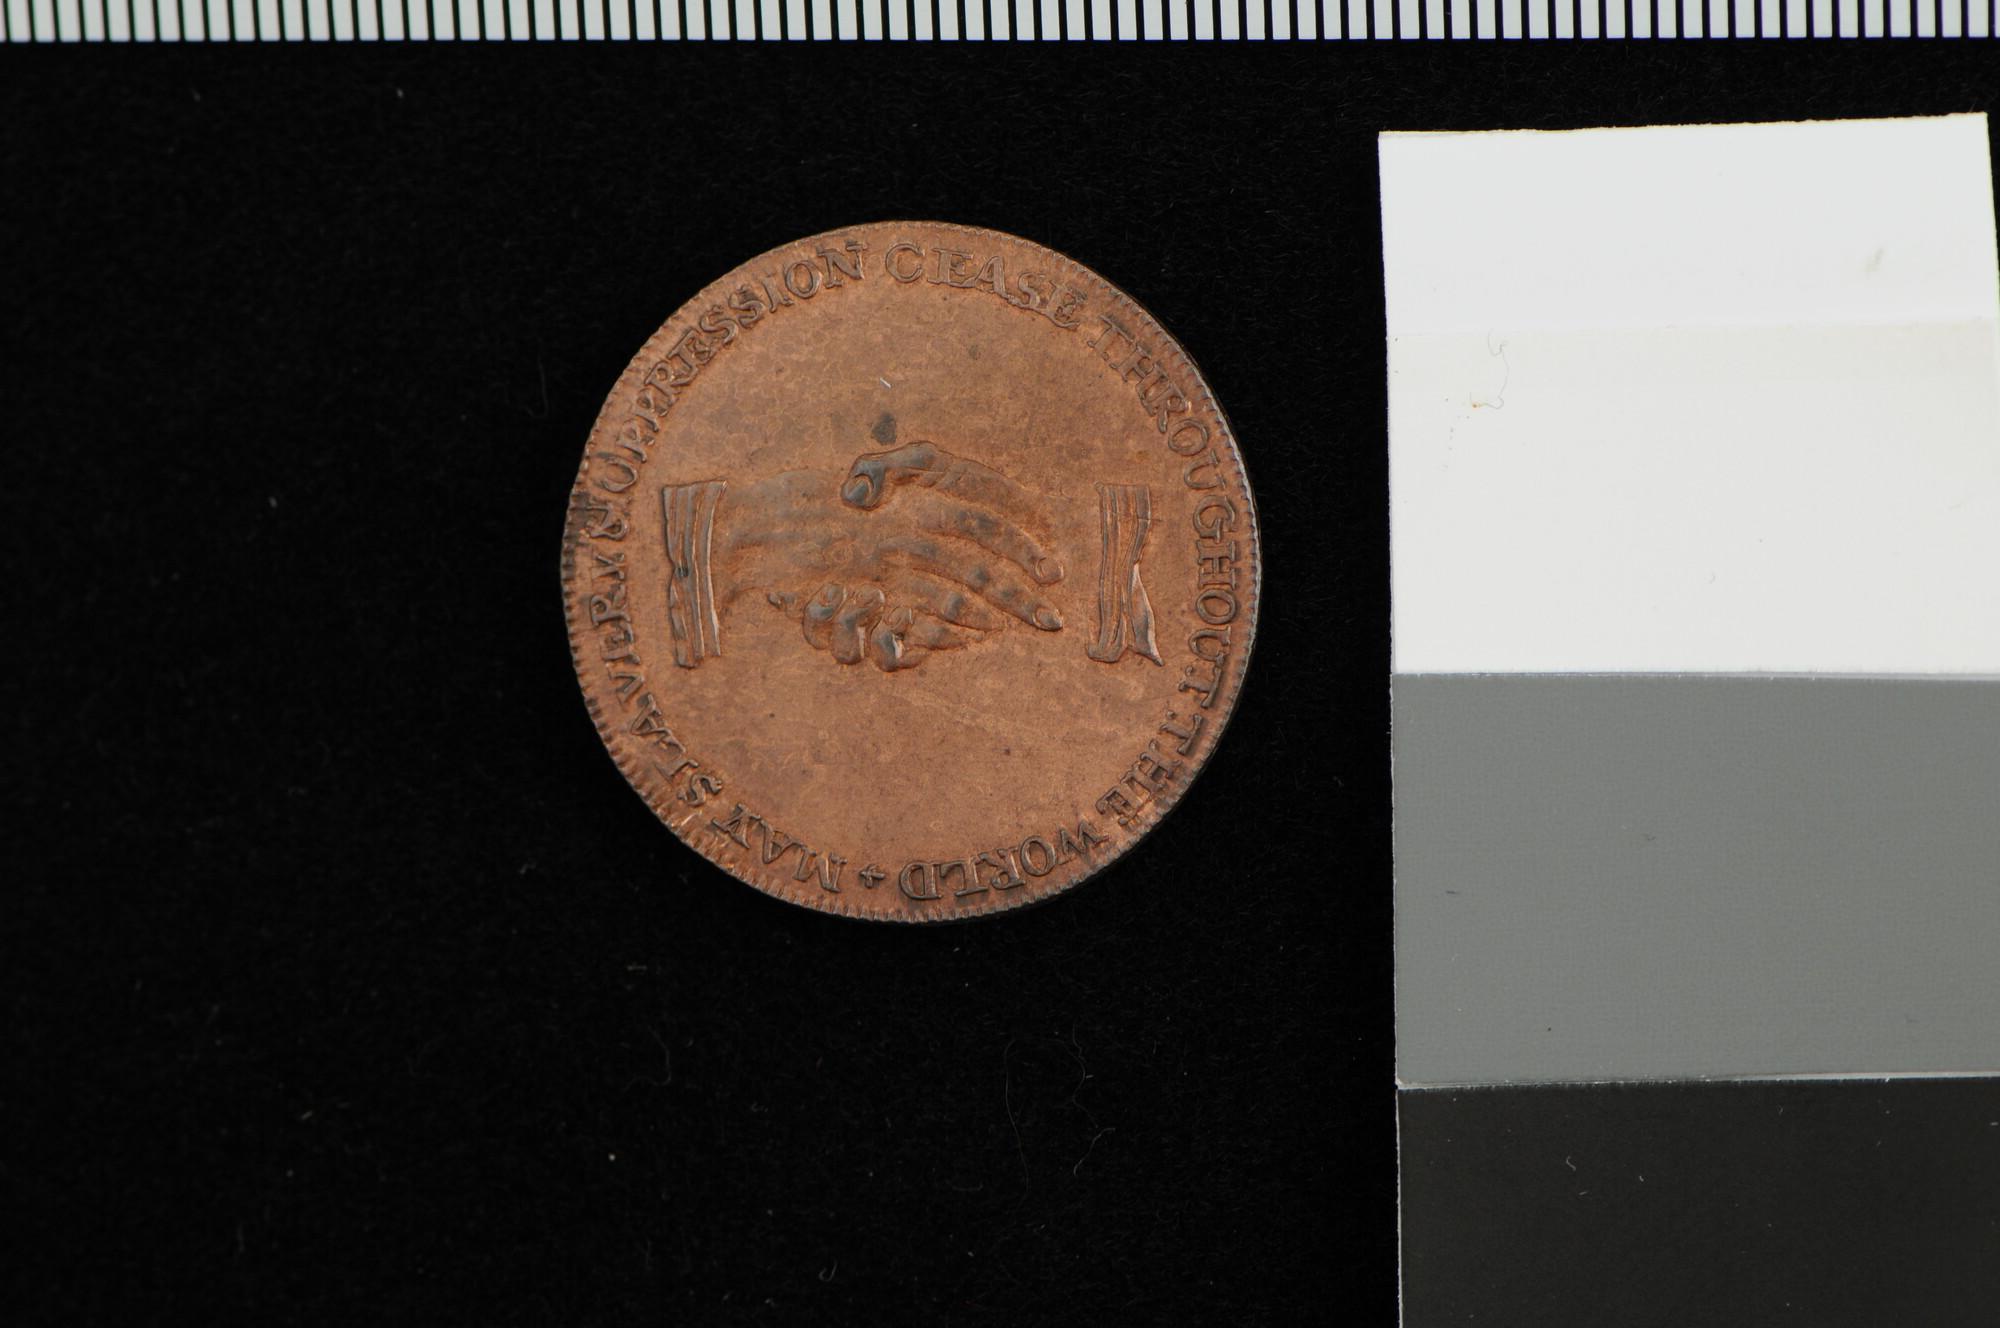 MAY SLAVERY & OPPRESSION CEASE THROUGHOUT THE WORLD +